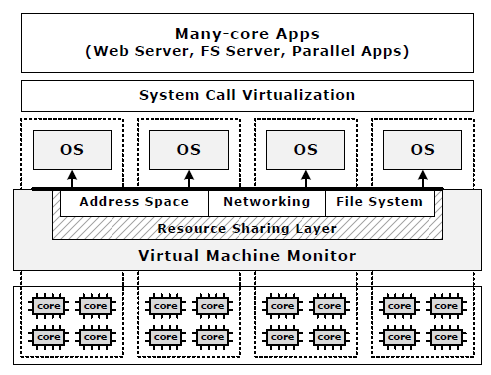 Many-core Apps
(Web Server, FS Server, Parallel Apps)
System Call Virtualization
OS OS OS OS
Address Space Networking File System
Resource Sharing Layer
Virtual Machine Monitor
core core core core core core core core
core core core core core core core core